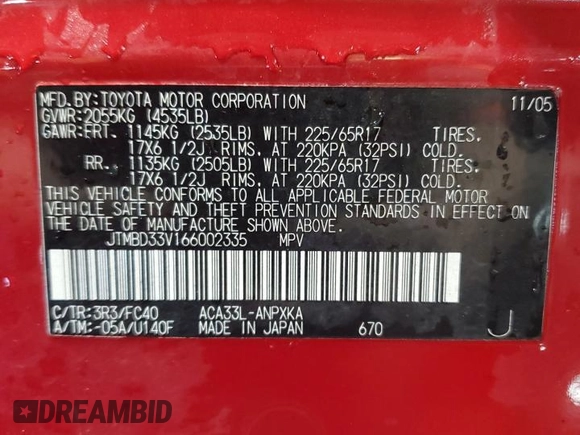 MFD.BY:TOYOTA MOTOR CORPORATION 11/05
GVWR:2055KG (4535LB)
GAWR:FRT. 1145KG (2535LB) WITH 225/65R17 TIRES.
17X6 1/2J RIMS, AT 220KPA (32PSI) COLD.
RR. 1135KG (2505LB) WITH 225/65R17 TIRES.
17X6 1/2J RIMS, AT 220KPA (32PSI) COLD.
THIS VEHICLE CONFORMS TO ALL APPLICABLE FEDERAL MOTOR
VEHICLE SAFETY AND THEFT PREVENTION STANDARDS IN EFFECT ON
THE DATE OF MANUFACTURE SHOWN ABOVE.
JTMBD33V166002335 MPV
C/TR:3R3/FC40 ACA33L-ANPXKA
A/TM:-05A/U140F MADE IN JAPAN 670 J
DREAMBID